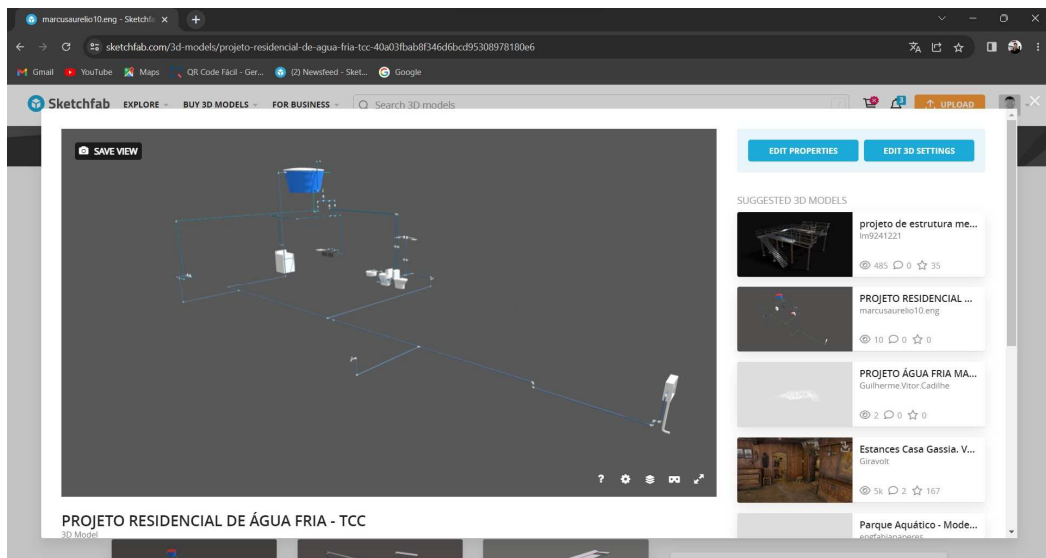 marcusaurelio10.eng - Sketchf
sketchfab.com/3d-models/projeto-residencial-de-agua-fria-tcc-40a03fbab8f346d6bcd95308978180e6
Gmail YouTube Maps QR Code Fácil - Ger... (2) Newsfeed - Sket... Google
Sketchfab EXPLORE BUY 3D MODELS FOR BUSINESS Search 3D models 3 UPLOAD
SAVE VIEW
EDIT PROPERTIES EDIT 3D SETTINGS
SUGGESTED 3D MODELS
projeto de estrutura me...
lm9241221
485 0 35
PROJETO RESIDENCIAL ...
marcusaurelio10.eng
10 0 0
PROJETO ÁGUA FRIA MA...
Guilherme.Vitor.Cadilhe
2 0 0
Estances Casa Gassia. V...
Giravolt
5k 2 167
Parque Aquático - Mode...
?
PROJETO RESIDENCIAL DE ÁGUA FRIA - TCC
3D Model